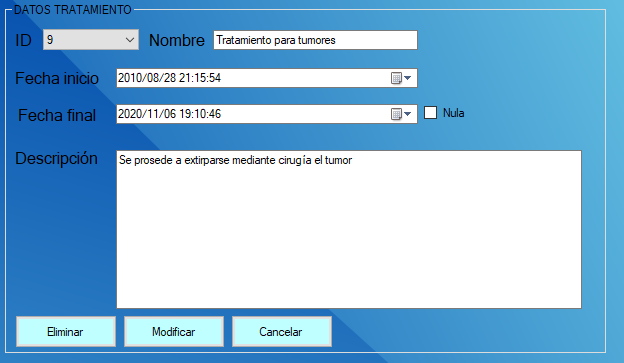 DATOS TRATAMIENTO
ID 9 Nombre Tratamiento para tumores
Fecha inicio 2010/08/28 21:15:54
Fecha final 2020/11/06 19:10:46 Nula
Descripción Se prosede a extirparse mediante cirugía el tumor
Eliminar Modificar Cancelar